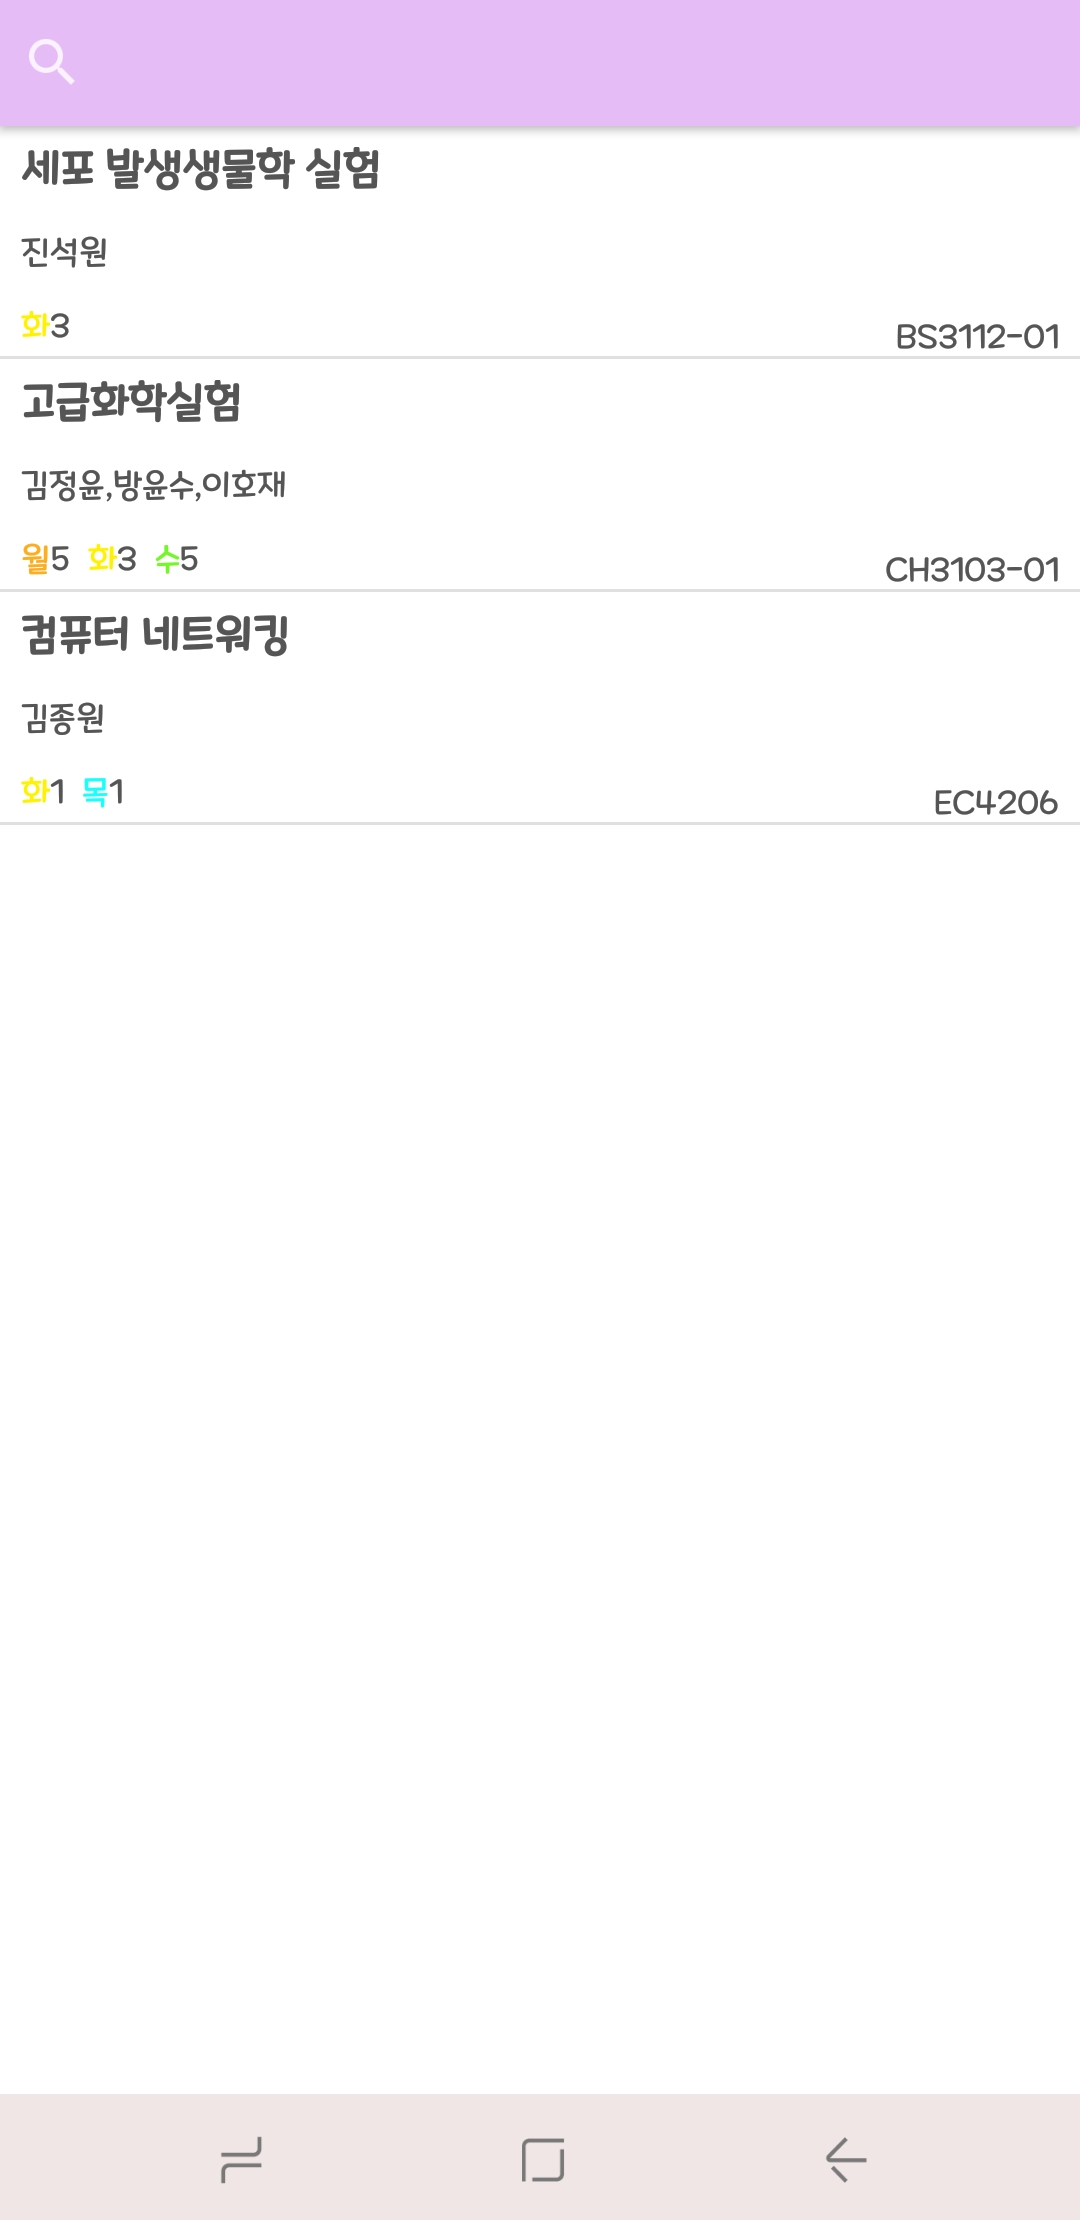 세포 발생생물학 실험
진석원
화3
BS3112-01
고급화학실험
김정윤,방윤수,이호재
월5 화3 수5
CH3103-01
컴퓨터 네트워킹
김종원
화1 목1
EC4206